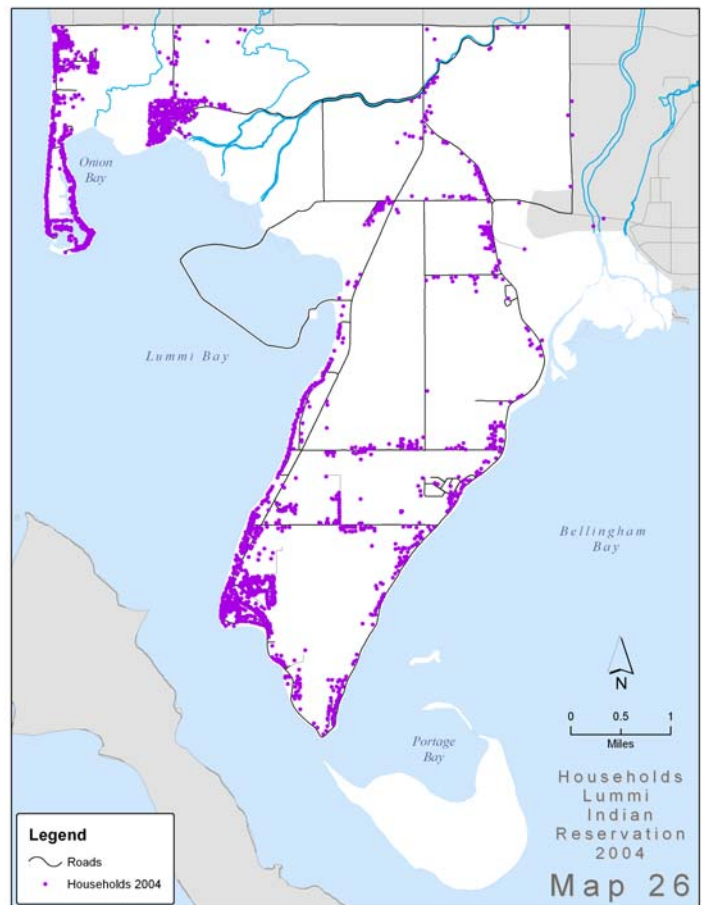 Onion
Bay
Lummi Bay
Bellingham
Bay
N
0 0.5 1
Miles
Portage
Bay
Households
Lummi
Indian
Reservation
2004
Map 26
Legend
Roads
Households 2004